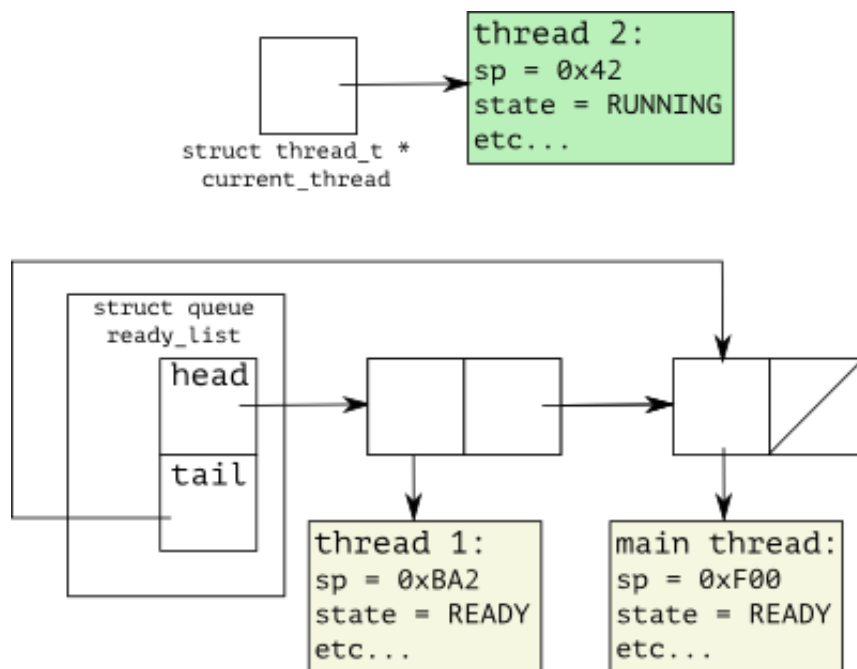 thread 2:
sp = 0x42
state = RUNNING
etc...
struct thread_t *
current_thread
struct queue
ready_list
head
tail
thread 1:
sp = 0xBA2
state = READY
etc...
main thread:
sp = 0xF00
state = READY
etc...